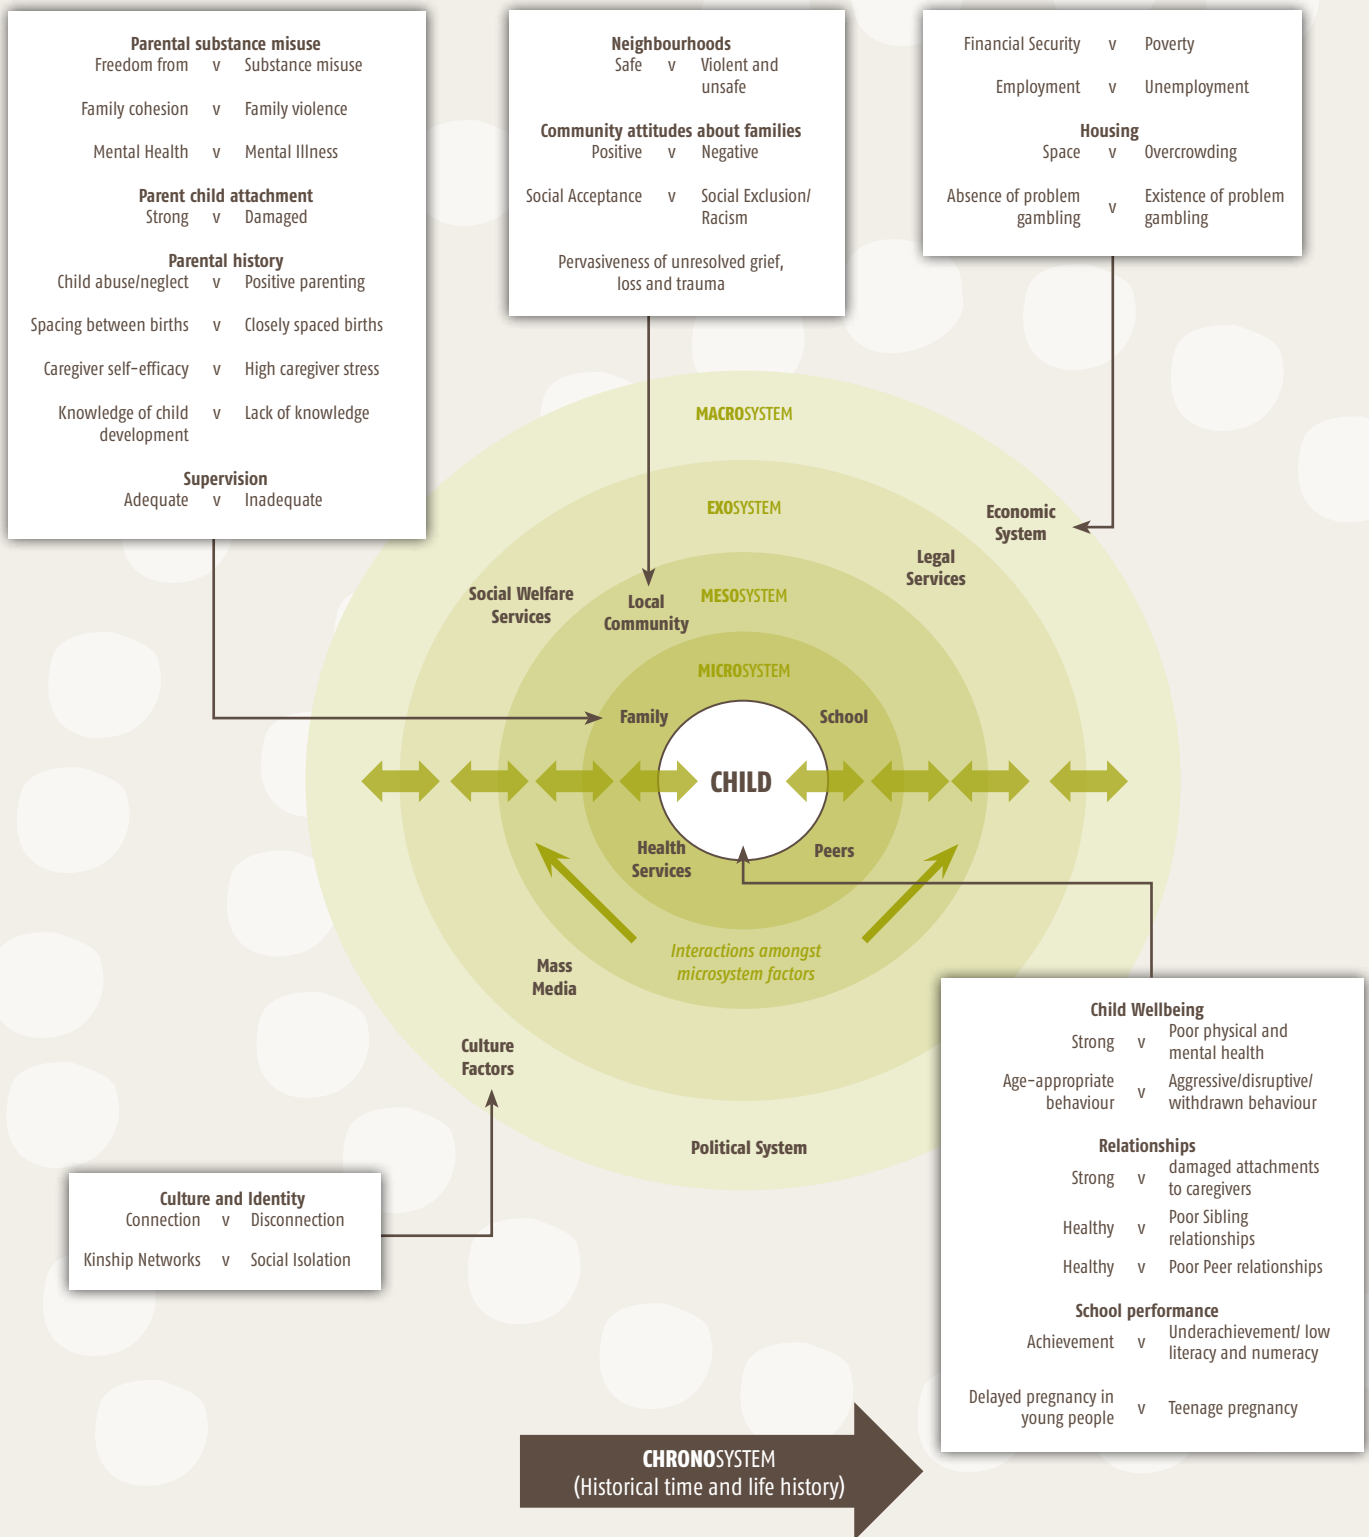 Parental substance misuse
Freedom from v Substance misuse
Family cohesion v Family violence
Mental Health v Mental Illness
Parent child attachment
Strong v Damaged
Parental history
Child abuse/neglect v Positive parenting
Spacing between births v Closely spaced births
Caregiver self-efficacy v High caregiver stress
Knowledge of child v Lack of knowledge
development
Supervision
Adequate v Inadequate
Neighbourhoods
Safe v Violent and
unsafe
Community attitudes about families
Positive v Negative
Social Acceptance v Social Exclusion/
Racism
Pervasiveness of unresolved grief,
loss and trauma
Financial Security v Poverty
Employment v Unemployment
Housing
Space v Overcrowding
Absence of problem
gambling
v
Existence of problem
gambling
MACROSYSTEM
EXOSYSTEM
Economic
System
Legal
Services
Social Welfare
Services
Local
Community
MESOSYSTEM
MICROSYSTEM
Family
School
CHILD
Health
Services
Peers
Interactions amongst
microsystem factors
Mass
Media
Culture
Factors
Political System
Culture and Identity
Connection v Disconnection
Kinship Networks v Social Isolation
Child Wellbeing
Strong v
Poor physical and
mental health
Age-appropriate
behaviour
v
Aggressive/disruptive/
withdrawn behaviour
Relationships
Strong v
damaged attachments
to caregivers
Healthy v
Poor Sibling
relationships
Healthy v Poor Peer relationships
School performance
Achievement v
Underachievement/ low
literacy and numeracy
Delayed pregnancy in
young people
v Teenage pregnancy
CHRONOSYSTEM
(Historical time and life history)